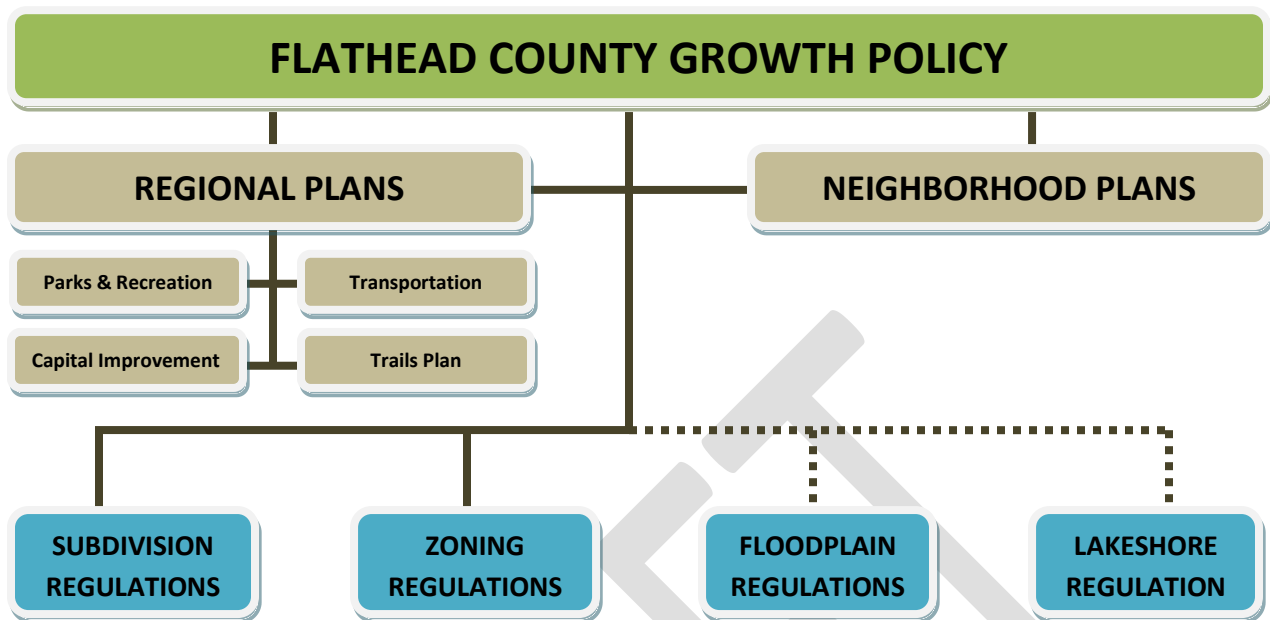 FLATHEAD COUNTY GROWTH POLICY
REGIONAL PLANS
NEIGHBORHOOD PLANS
Parks & Recreation
Transportation
Capital Improvement
Trails Plan
SUBDIVISION
REGULATIONS
ZONING
REGULATIONS
FLOODPLAIN
REGULATIONS
LAKESHORE
REGULATION